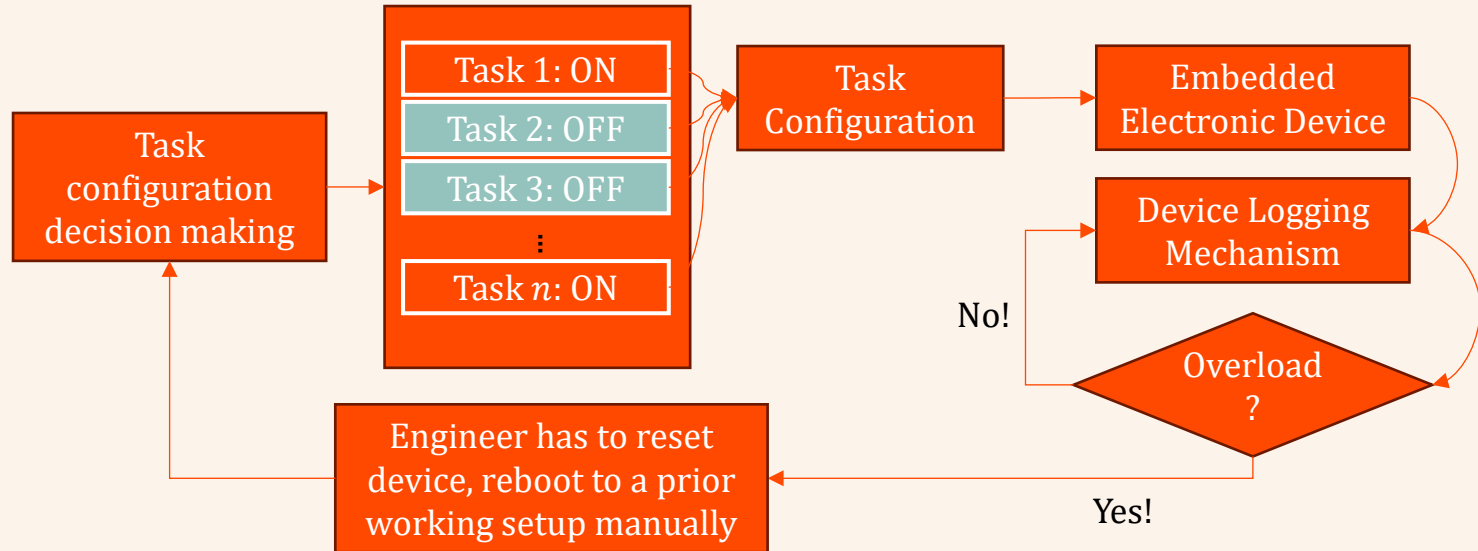 Task
configuration
decision making
Task 1: ON
Task 2: OFF
Task 3: OFF
...
Task n: ON
Task
Configuration
Embedded
Electronic Device
Device Logging
Mechanism
No!
Overload
?
Yes!
Engineer has to reset
device, reboot to a prior
working setup manually